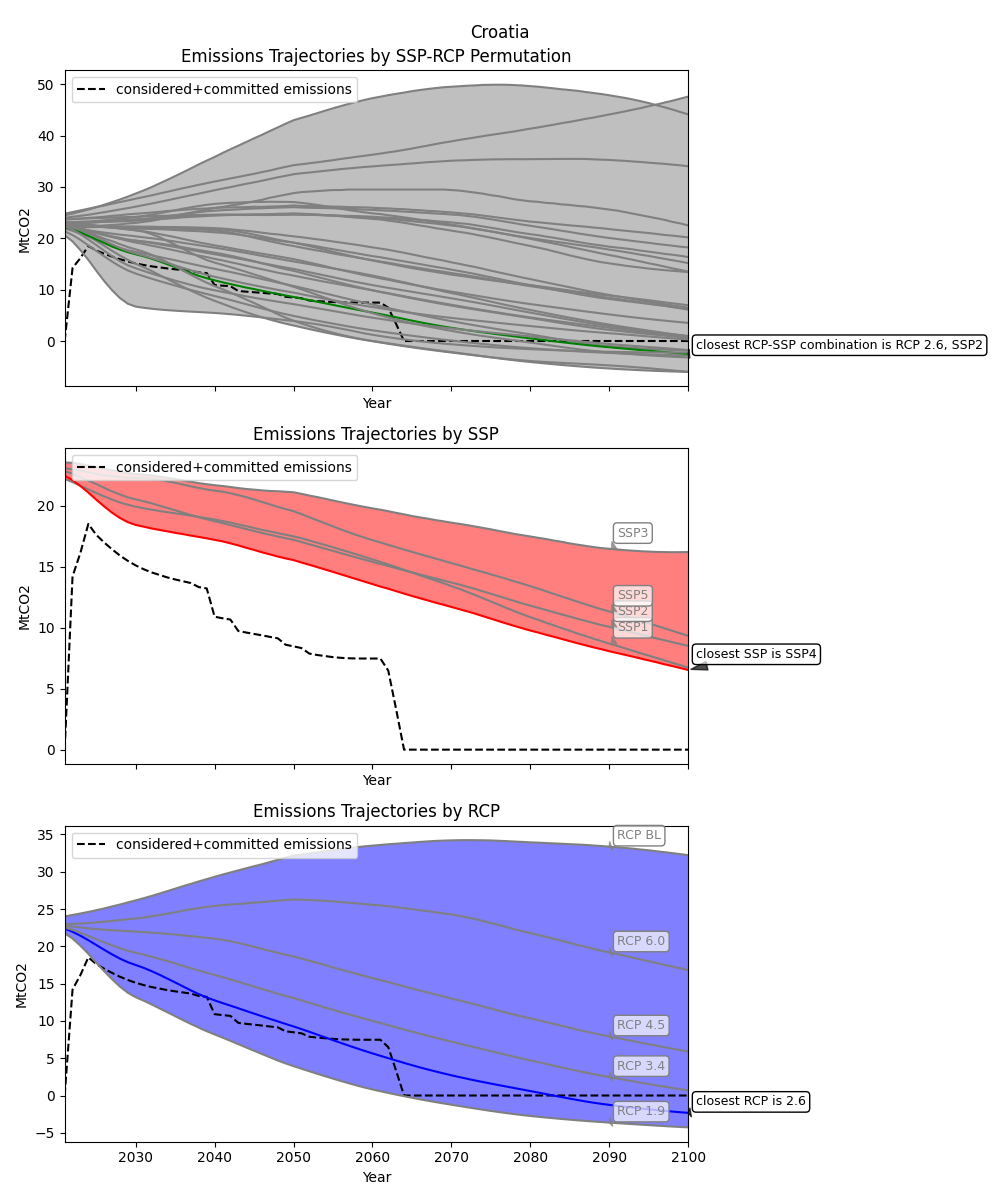 Croatia
Emissions Trajectories by SSP-RCP Permutation
considered+committed emissions
50
40
30
20
10
0
MtCO2
closest RCP-SSP combination is RCP 2.6, SSP2
Year
Emissions Trajectories by SSP
considered+committed emissions
20
15
10
5
0
MtCO2
SSP3
SSP5
SSP2
SSP1
closest SSP is SSP4
Year
Emissions Trajectories by RCP
considered+committed emissions
35
30
25
20
15
10
5
0
−5
MtCO2
RCP BL
RCP 6.0
RCP 4.5
RCP 3.4
RCP 1.9
closest RCP is 2.6
2030 2040 2050 2060 2070 2080 2090 2100
Year